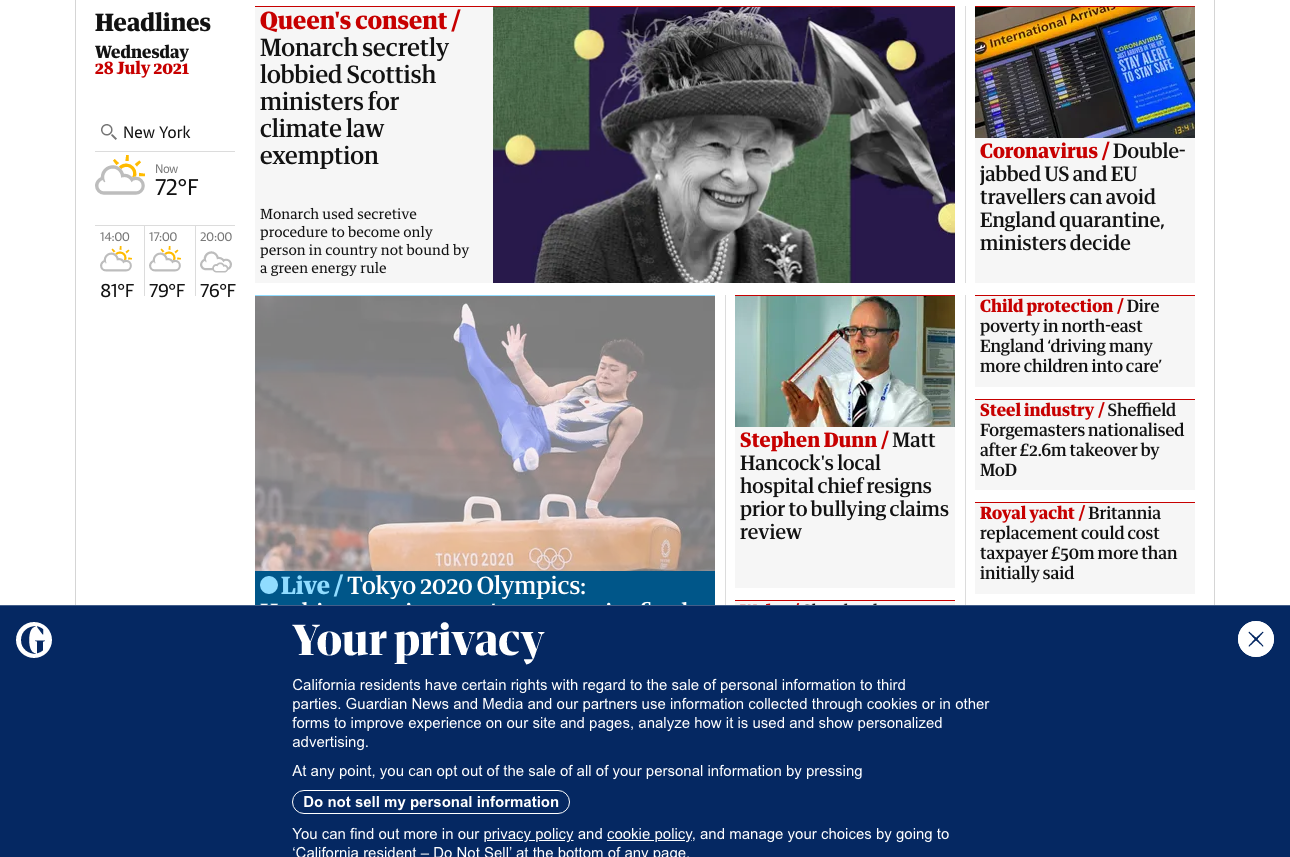 Headlines
Wednesday
28 July 2021
New York
Now
72°F
14:00
17:00
20:00
81°F
79°F
76°F
Queen's consent /
Monarch secretly
lobbied Scottish
ministers for
climate law
exemption
Monarch used secretive
procedure to become only
person in country not bound by
a green energy rule
International Arrivals
CORONAVIRUS
STAY ALERT
TO STAY SAFE
13:41
Coronavirus / Double-
jabbed US and EU
travellers can avoid
England quarantine,
ministers decide
TOKYO 2020
Live / Tokyo 2020 Olympics:
Stephen Dunn / Matt
Hancock's local
hospital chief resigns
prior to bullying claims
review
Child protection / Dire
poverty in north-east
England ‘driving many
more children into care’
Steel industry / Sheffield
Forgemasters nationalised
after £2.6m takeover by
MoD
Royal yacht / Britannia
replacement could cost
taxpayer £50m more than
initially said
Your privacy
California residents have certain rights with regard to the sale of personal information to third
parties. Guardian News and Media and our partners use information collected through cookies or in other
forms to improve experience on our site and pages, analyze how it is used and show personalized
advertising.
At any point, you can opt out of the sale of all of your personal information by pressing
Do not sell my personal information
You can find out more in our privacy policy and cookie policy, and manage your choices by going to
‘California resident – Do Not Sell’ at the bottom of any page.